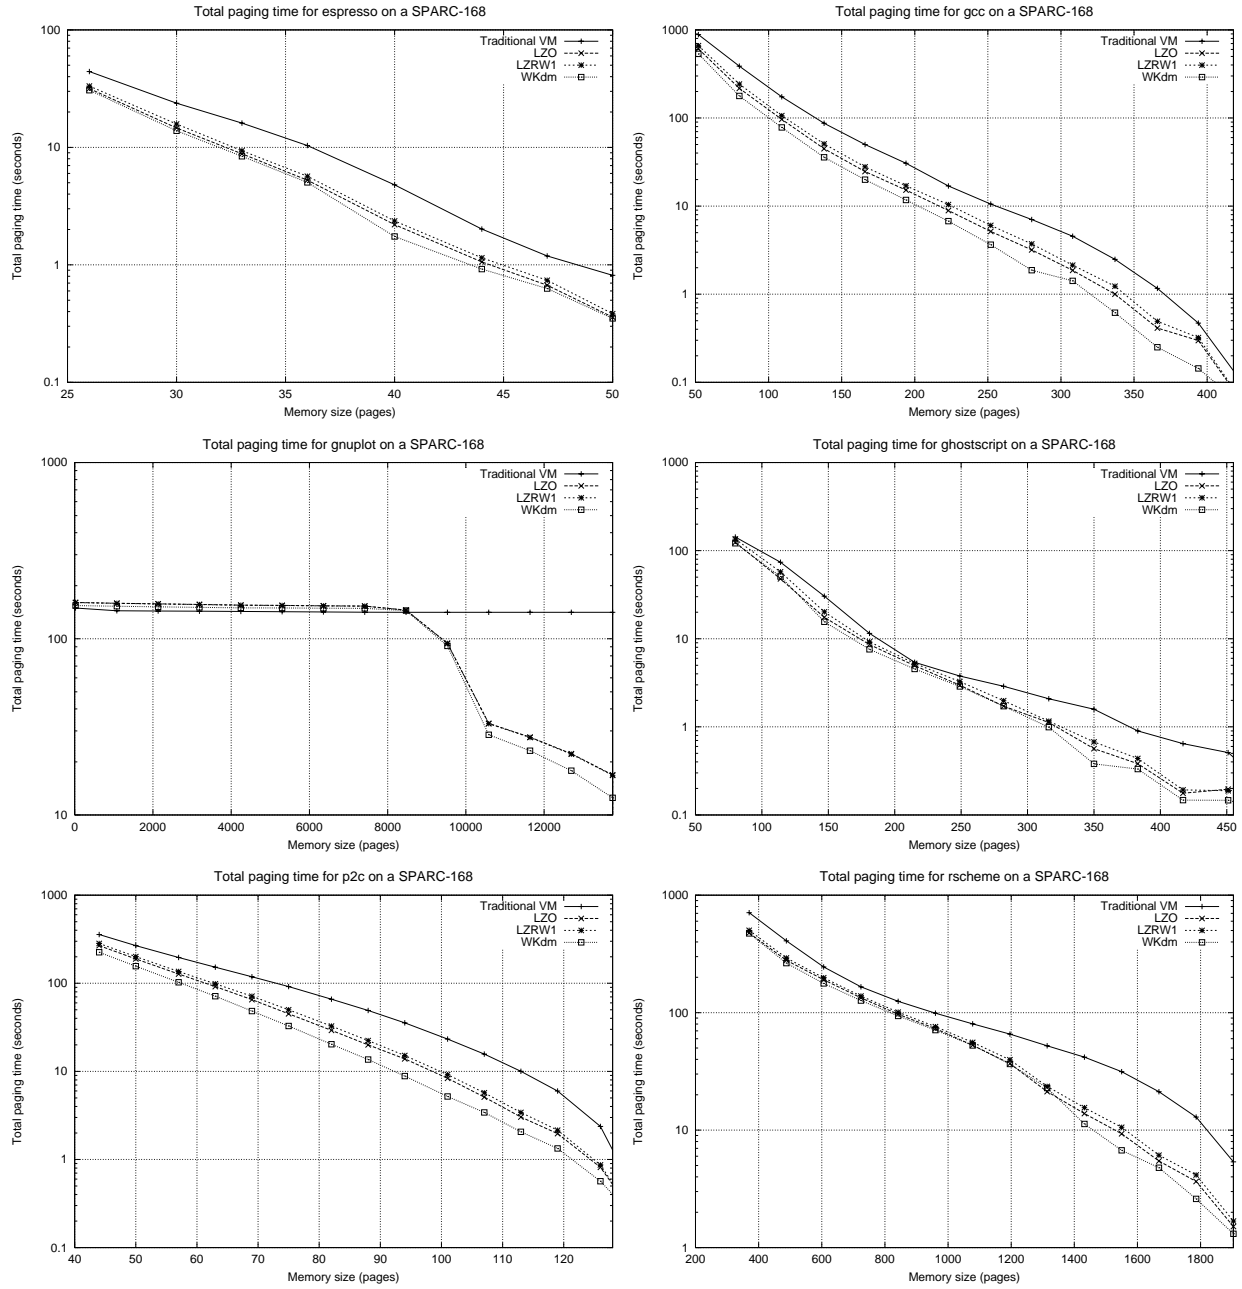 Total paging time for espresso on a SPARC-168
Total paging time (seconds)
100
10
1
0.1
Traditional VM
LZO
LZRW1
WKdm
25 30 35 40 45 50
Memory size (pages)
Total paging time for gcc on a SPARC-168
Total paging time (seconds)
1000
100
10
1
0.1
Traditional VM
LZO
LZRW1
WKdm
50 100 150 200 250 300 350 400
Memory size (pages)
Total paging time for gnuplot on a SPARC-168
Total paging time (seconds)
1000
100
10
Traditional VM
LZO
LZRW1
WKdm
0 2000 4000 6000 8000 10000 12000
Memory size (pages)
Total paging time for ghostscript on a SPARC-168
Total paging time (seconds)
1000
100
10
1
0.1
Traditional VM
LZO
LZRW1
WKdm
50 100 150 200 250 300 350 400 450
Memory size (pages)
Total paging time for p2c on a SPARC-168
Total paging time (seconds)
1000
100
10
1
0.1
Traditional VM
LZO
LZRW1
WKdm
40 50 60 70 80 90 100 110 120
Memory size (pages)
Total paging time for rscheme on a SPARC-168
Total paging time (seconds)
1000
100
10
1
Traditional VM
LZO
LZRW1
WKdm
200 400 600 800 1000 1200 1400 1600 1800
Memory size (pages)